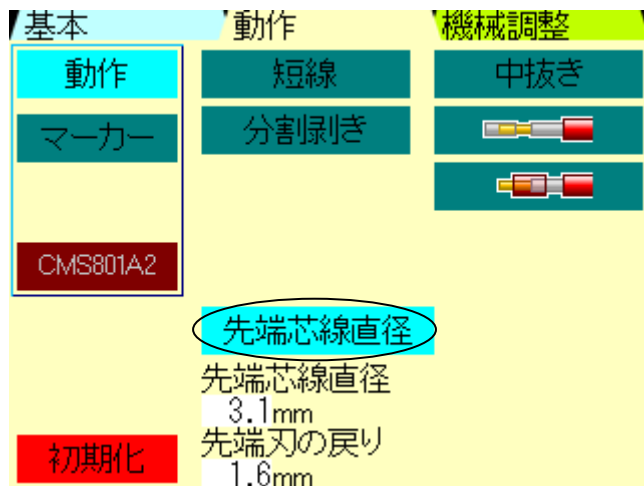 基本 動作 機械調整
動作 短線 中抜き
マーカー 分割剥き
CMS801A2
先端芯線直径
先端芯線直径
3.1mm
初期化 先端刃の戻り
1.6mm